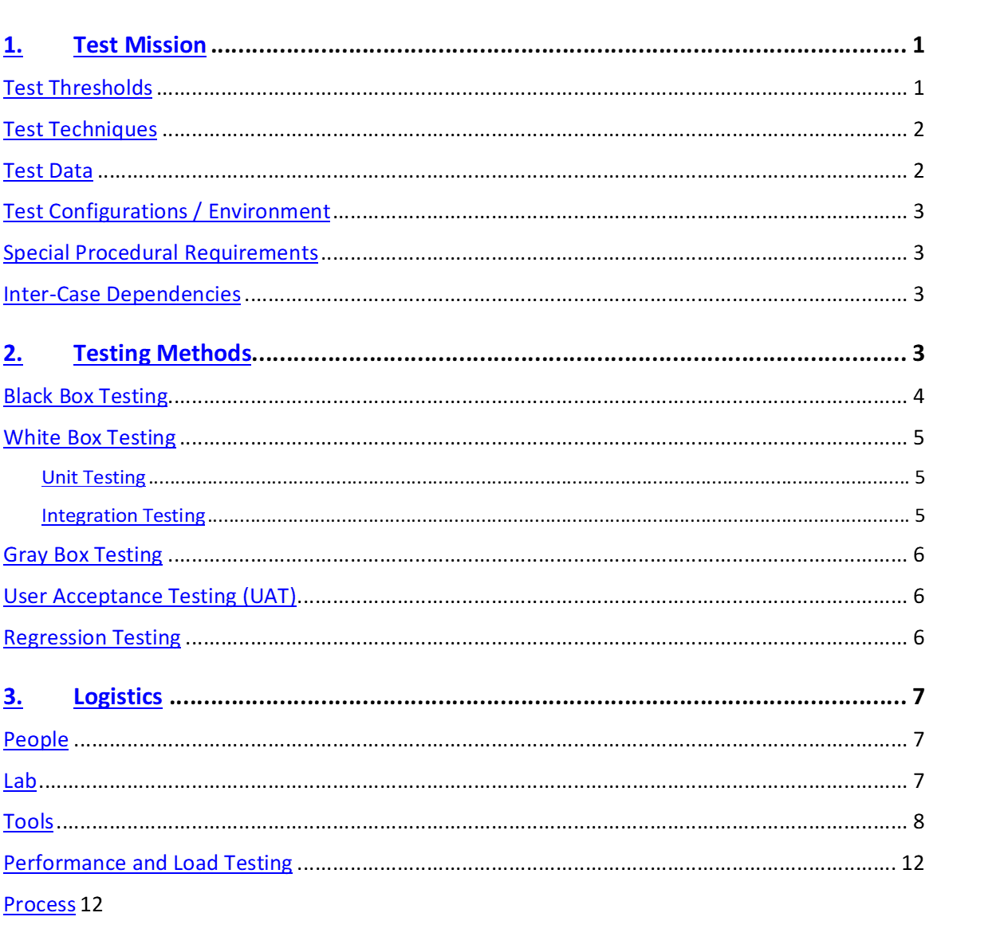 1. Test Mission ........................................................................................................ 1
Test Thresholds ................................................................................................................................ 1
Test Techniques ............................................................................................................................... 2
Test Data .......................................................................................................................................... 2
Test Configurations / Environment .................................................................................................. 3
Special Procedural Requirements .................................................................................................... 3
Inter-Case Dependencies ................................................................................................................. 3
2. Testing Methods ................................................................................................. 3
Black Box Testing .............................................................................................................................. 4
White Box Testing ............................................................................................................................ 5
Unit Testing ................................................................................................................................... 5
Integration Testing ........................................................................................................................ 5
Gray Box Testing .............................................................................................................................. 6
User Acceptance Testing (UAT) ........................................................................................................ 6
Regression Testing ........................................................................................................................... 6
3. Logistics .............................................................................................................. 7
People .............................................................................................................................................. 7
Lab .................................................................................................................................................... 7
Tools ................................................................................................................................................. 8
Performance and Load Testing ...................................................................................................... 12
Process 12